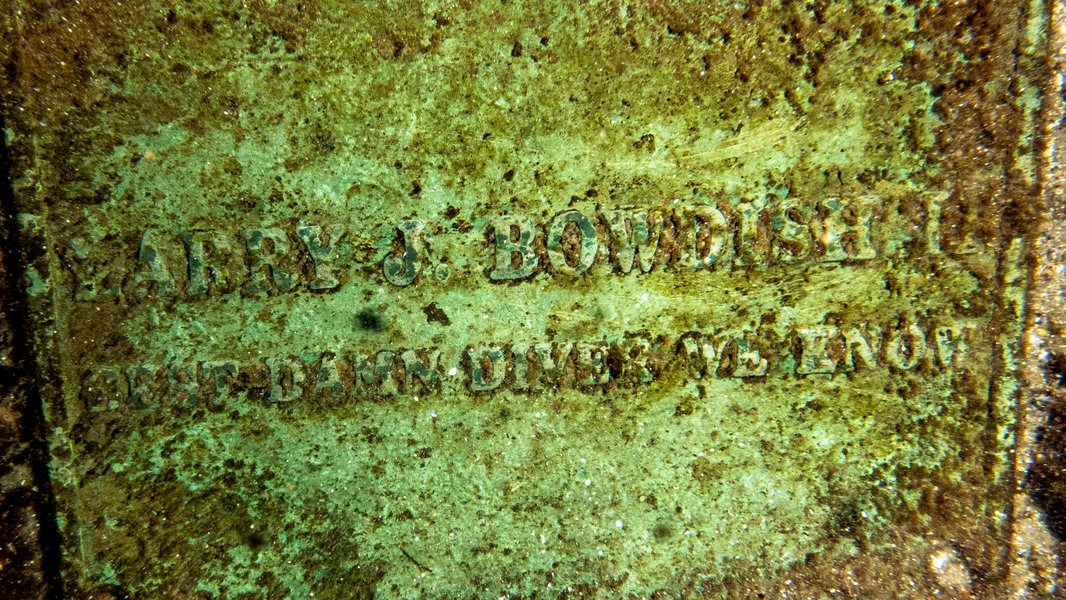 LARRY J. BOWDISH
BEST DAMN DIVER WE KNOW